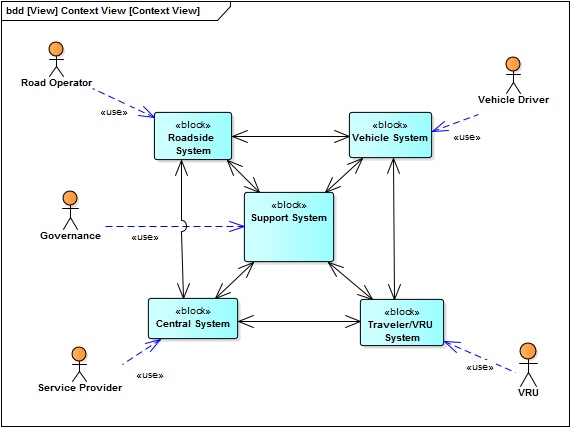 bdd [View] Context View [Context View]
Road Operator
«use»
Vehicle Driver
«use»
«block»
Roadside
System
«block»
Vehicle System
Governance
«use»
«block»
Support System
«block»
Central System
«block»
Traveler/VRU
System
Service Provider
«use»
«use»
VRU